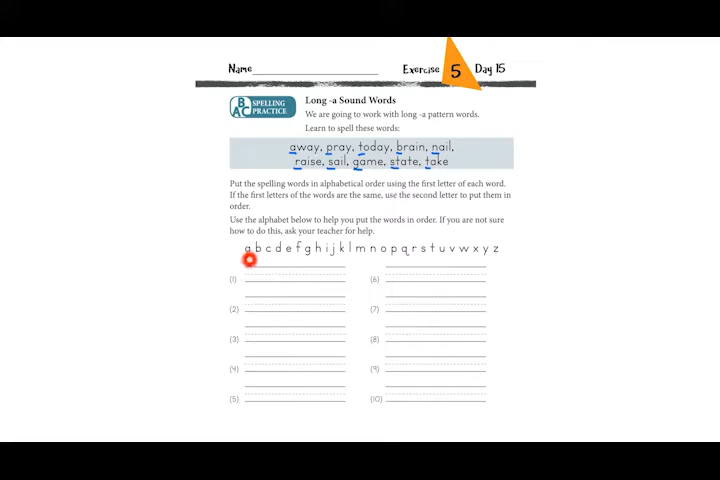 Name Exercise 5 Day 15
B AC SPELLING PRACTICE
Long -a Sound Words
We are going to work with long -a pattern words.
Learn to spell these words:
away, pray, today, brain, nail,
raise, sail, game, state, take
Put the spelling words in alphabetical order using the first letter of each word.
If the first letters of the words are the same, use the second letter to put them in
order.
Use the alphabet below to help you put the words in order. If you are not sure
how to do this, ask your teacher for help.
a b c d e f g h i j k l m n o p q r s t u v w x y z
(1) (6)
(2) (7)
(3) (8)
(4) (9)
(5) (10)